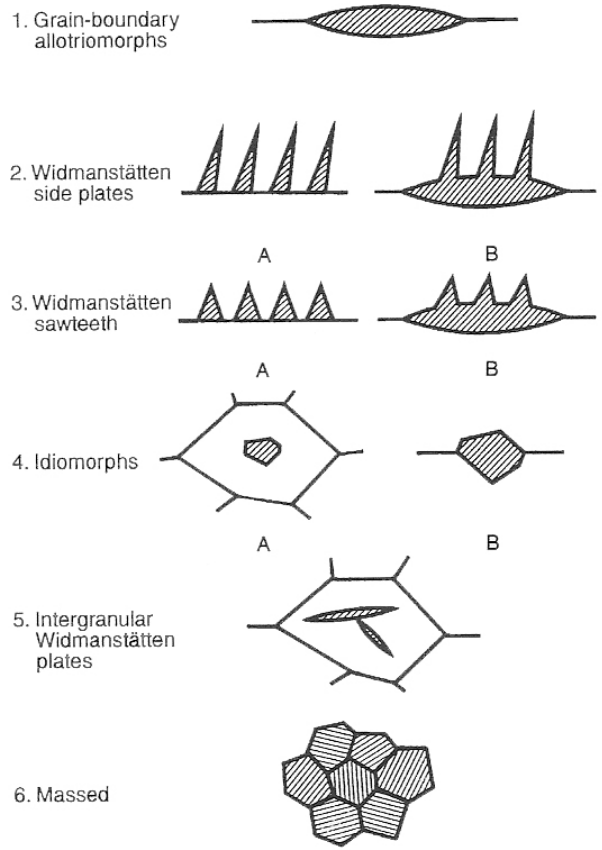 1. Grain-boundary
allotriomorphs
2. Widmanstätten
side plates
A
B
3. Widmanstätten
sawteeth
A
B
4. Idiomorphs
A
B
5. Intergranular
Widmanstätten
plates
6. Massed